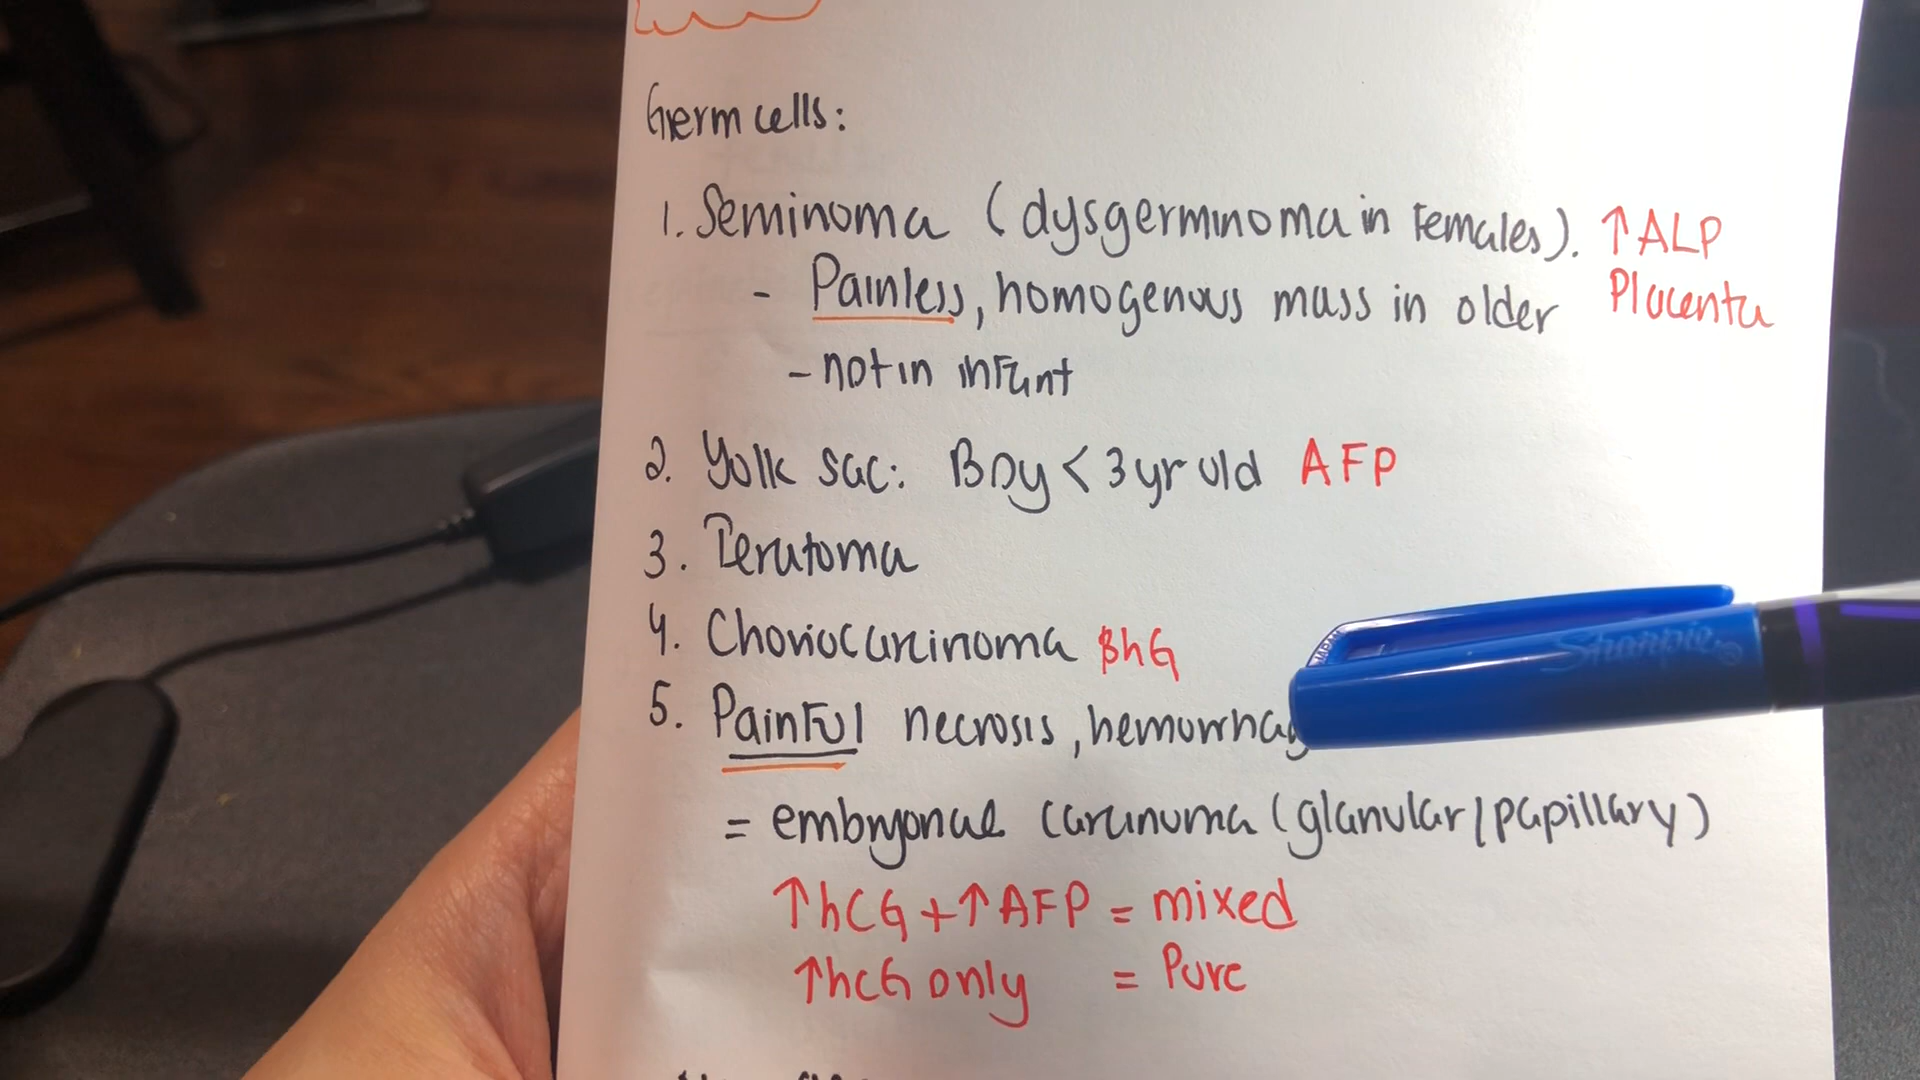 Germ cells:
1. Seminoma (dysgerminoma in Females). ↑ALP
Placenta
- Painless, homogenous mass in older
- not in infant
2. Yolk sac: Boy < 3 yr old AFP
3. Teratoma
4. Choriocarcinoma βhG
5. Painful necrosis, hemorrhag
= embryonal carcinoma (glanular/papillary)
↑hCG + ↑AFP = mixed
↑hCG only = Pure
Sharpie